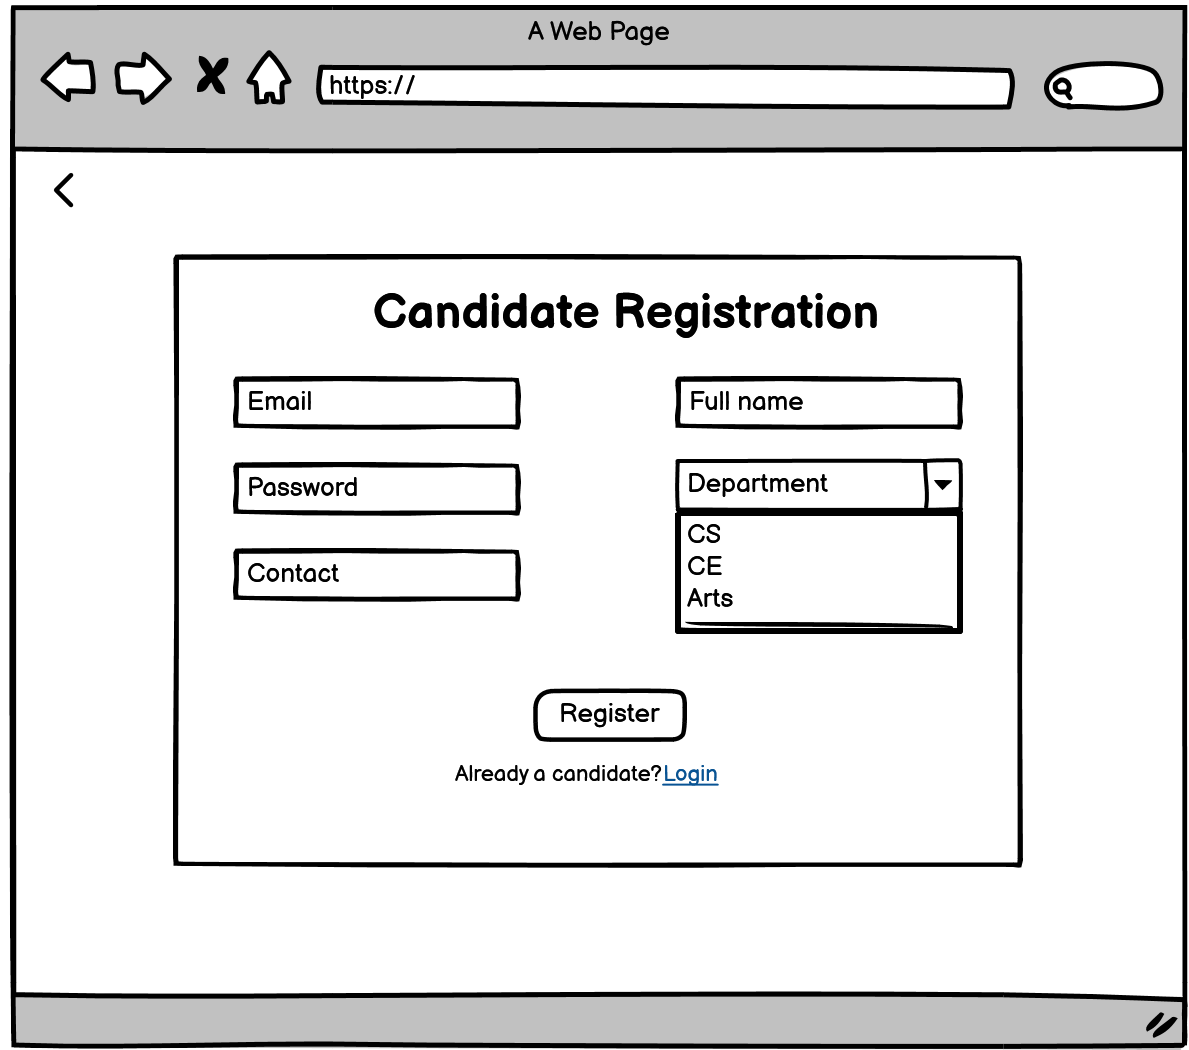 A Web Page
https://
Candidate Registration
Email
Full name
Password
Department
CS
CE
Contact
Arts
Register
Already a candidate?Login